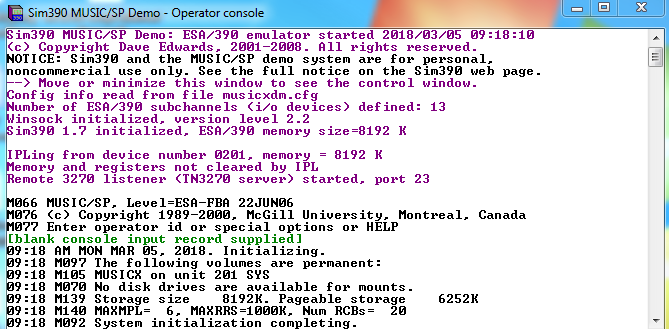 Sim390 MUSIC/SP Demo - Operator console
Sim390 MUSIC/SP Demo: ESA/390 emulator started 2018/03/05 09:18:10
(c) Copyright Dave Edwards, 2001-2008. All rights reserved.
NOTICE: Sim390 and the MUSIC/SP demo system are for personal,
noncommercial use only. See the full notice on the Sim390 web page.
--> Move or minimize this window to see the control window.
Config info read from file musicxdm.cfg
Number of ESA/390 subchannels (i/o devices) defined: 13
Winsock initialized, version level 2.2
Sim390 1.7 initialized, ESA/390 memory size=8192 K
IPLing from device number 0201, memory = 8192 K
Memory and registers not cleared by IPL
Remote 3270 listener (TN3270 server) started, port 23
M066 MUSIC/SP, Level=ESA-FBA 22JUN06
M076 (c) Copyright 1989-2000, McGill University, Montreal, Canada
M077 Enter operator id or special options or HELP
[blank console input record supplied]
09:18 AM MON MAR 05, 2018. Initializing.
09:18 M097 The following volumes are permanent:
09:18 M105 MUSICX on unit 201 SYS
09:18 M070 No disk drives are available for mounts.
09:18 M139 Storage size    8192K. Pageable storage    6252K
09:18 M140 MAXMPL=  6, MAXRRS=1000K, Num RCBs=  20
09:18 M092 System initialization completing.